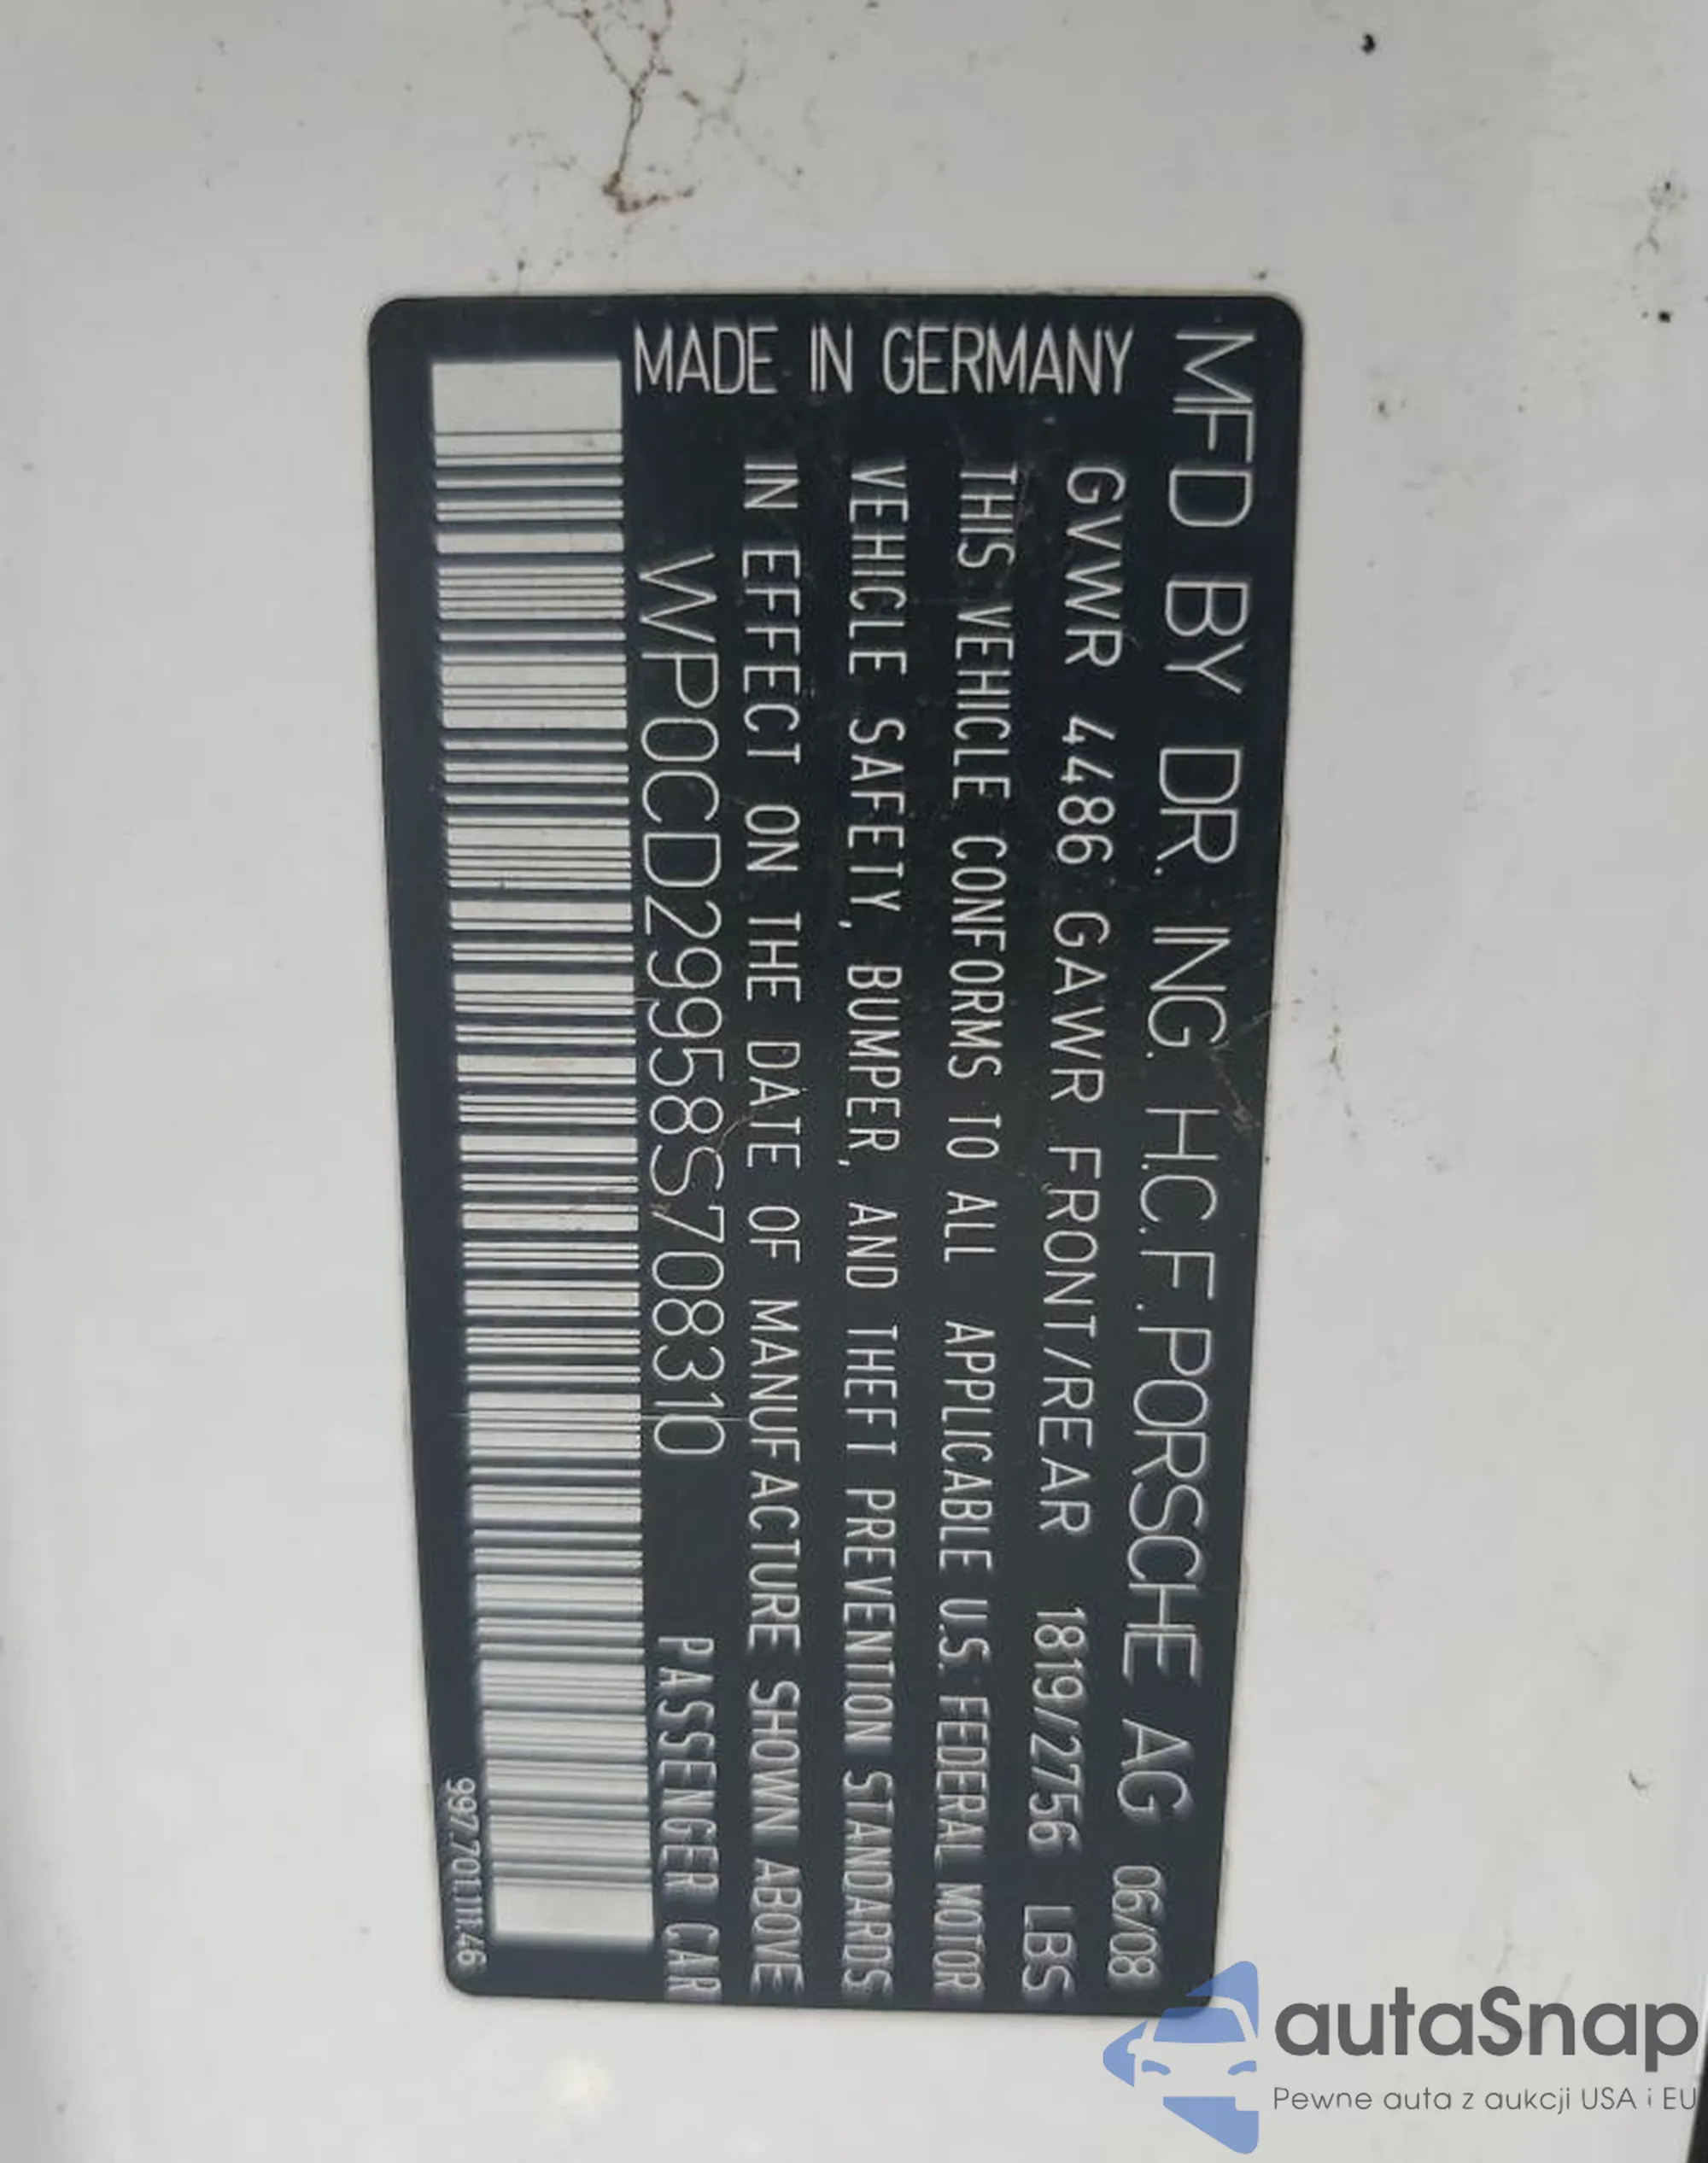 MFD BY DR. ING. H.C. F. PORSCHE AG 06/08
GVWR 4486 GAWR FRONT/REAR 1819/2756 LBS
THIS VEHICLE CONFORMS TO ALL APPLICABLE U.S. FEDERAL MOTOR
VEHICLE SAFETY, BUMPER, AND THEFT PREVENTION STANDARDS
IN EFFECT ON THE DATE OF MANUFACTURE SHOWN ABOVE
WP0CD29958S708310 PASSENGER CAR
MADE IN GERMANY
997.701.111.46
autaSnap
Pewne auta z aukcji USA i EU